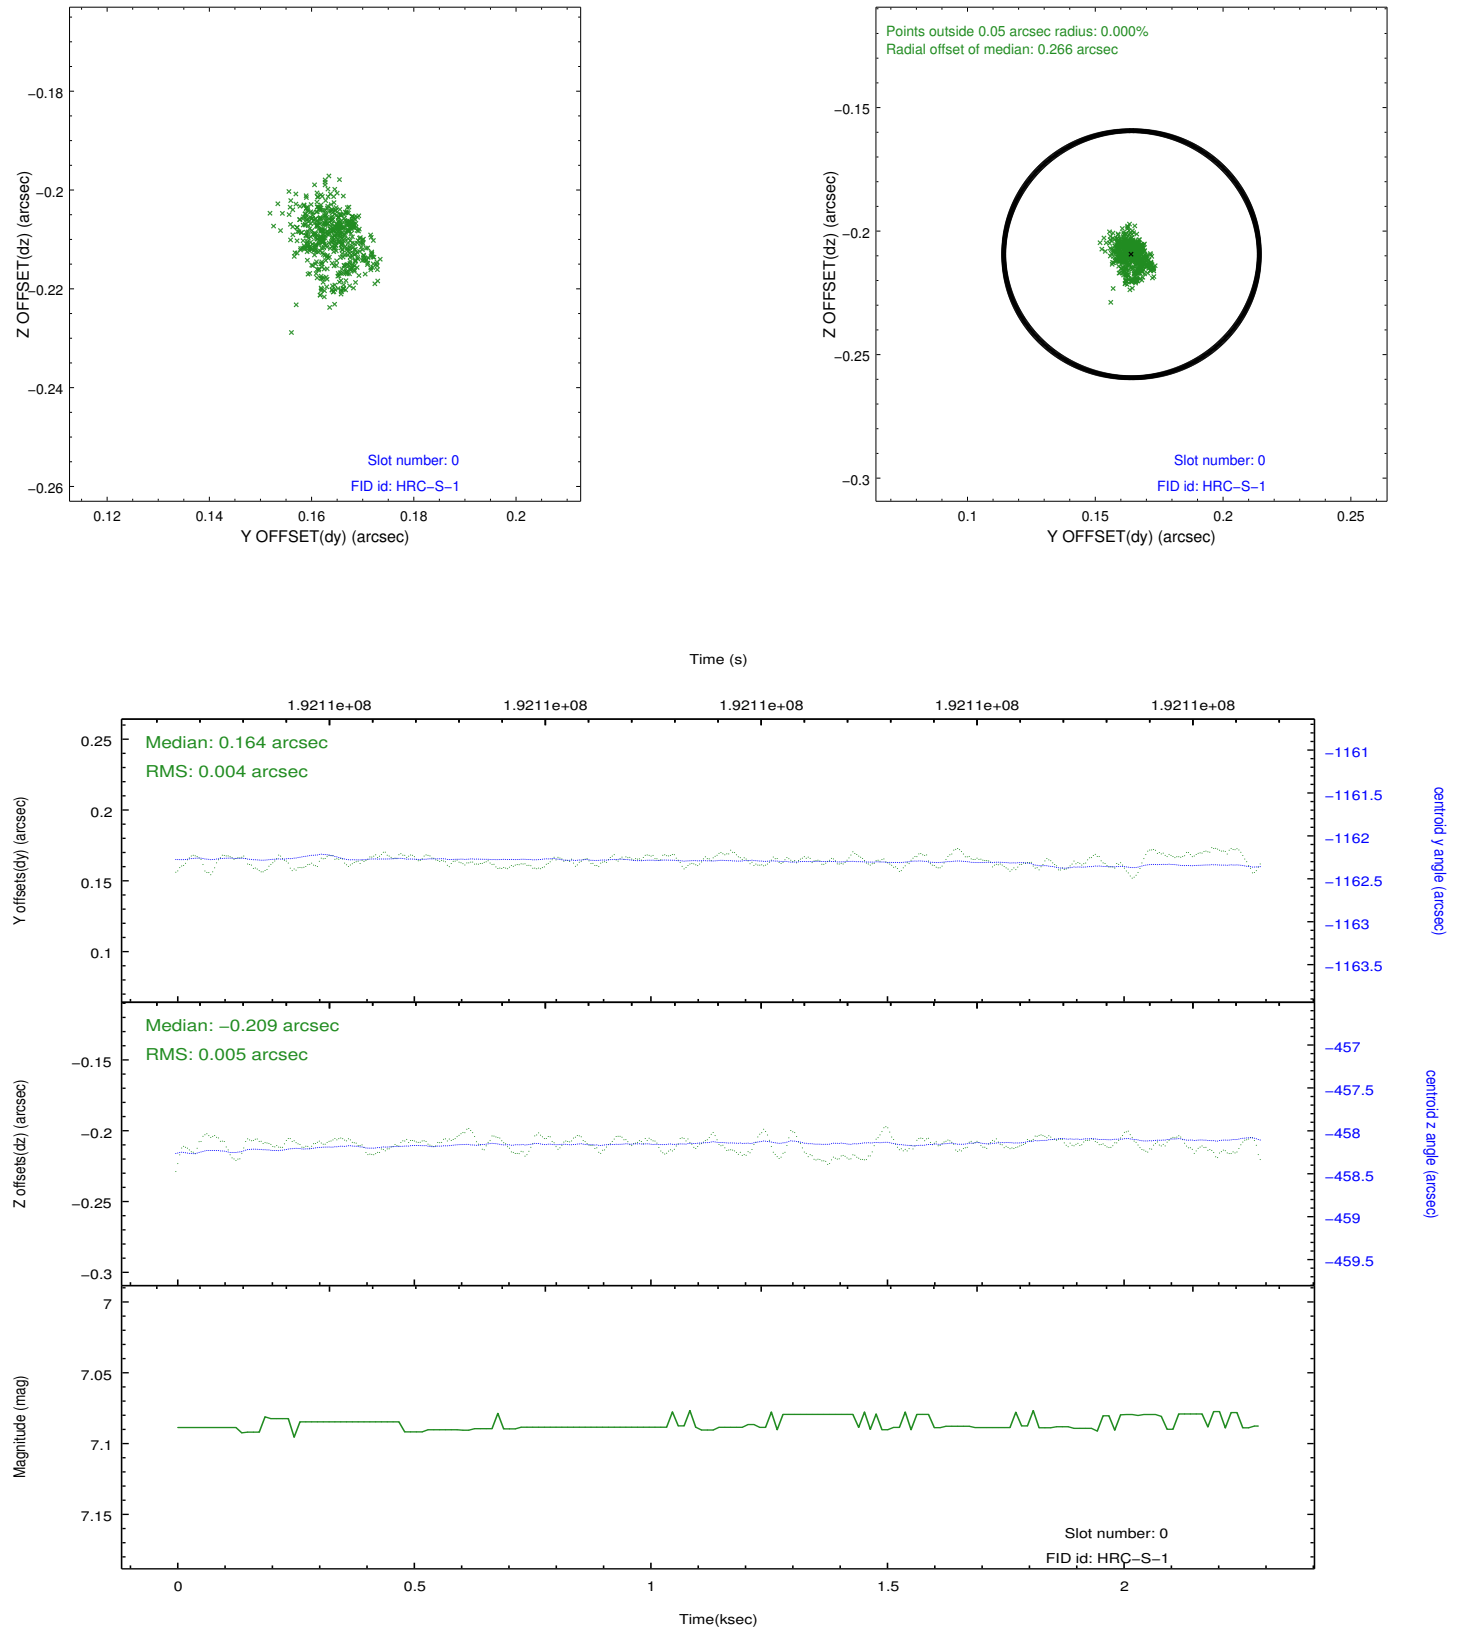 −0.18
−0.2
−0.22
−0.24
−0.26
Z OFFSET(dz) (arcsec)
Slot number: 0
FID id: HRC−S−1
0.12 0.14 0.16 0.18 0.2
Y OFFSET(dy) (arcsec)
Points outside 0.05 arcsec radius: 0.000%
Radial offset of median: 0.266 arcsec
−0.15
−0.2
−0.25
−0.3
Z OFFSET(dz) (arcsec)
Slot number: 0
FID id: HRC−S−1
0.1 0.15 0.2 0.25
Y OFFSET(dy) (arcsec)
Time (s)
1.9211e+08 1.9211e+08 1.9211e+08 1.9211e+08 1.9211e+08
Median: 0.164 arcsec
RMS: 0.004 arcsec
0.25
0.2
0.15
0.1
Y offsets(dy) (arcsec)
−1161
−1161.5
−1162
−1162.5
−1163
−1163.5
centroid y angle (arcsec)
Median: −0.209 arcsec
RMS: 0.005 arcsec
−0.15
−0.2
−0.25
−0.3
Z offsets(dz) (arcsec)
−457
−457.5
−458
−458.5
−459
−459.5
centroid z angle (arcsec)
7
7.05
7.1
7.15
Magnitude (mag)
Slot number: 0
FID id: HRC−S−1
0 0.5 1 1.5 2
Time(ksec)